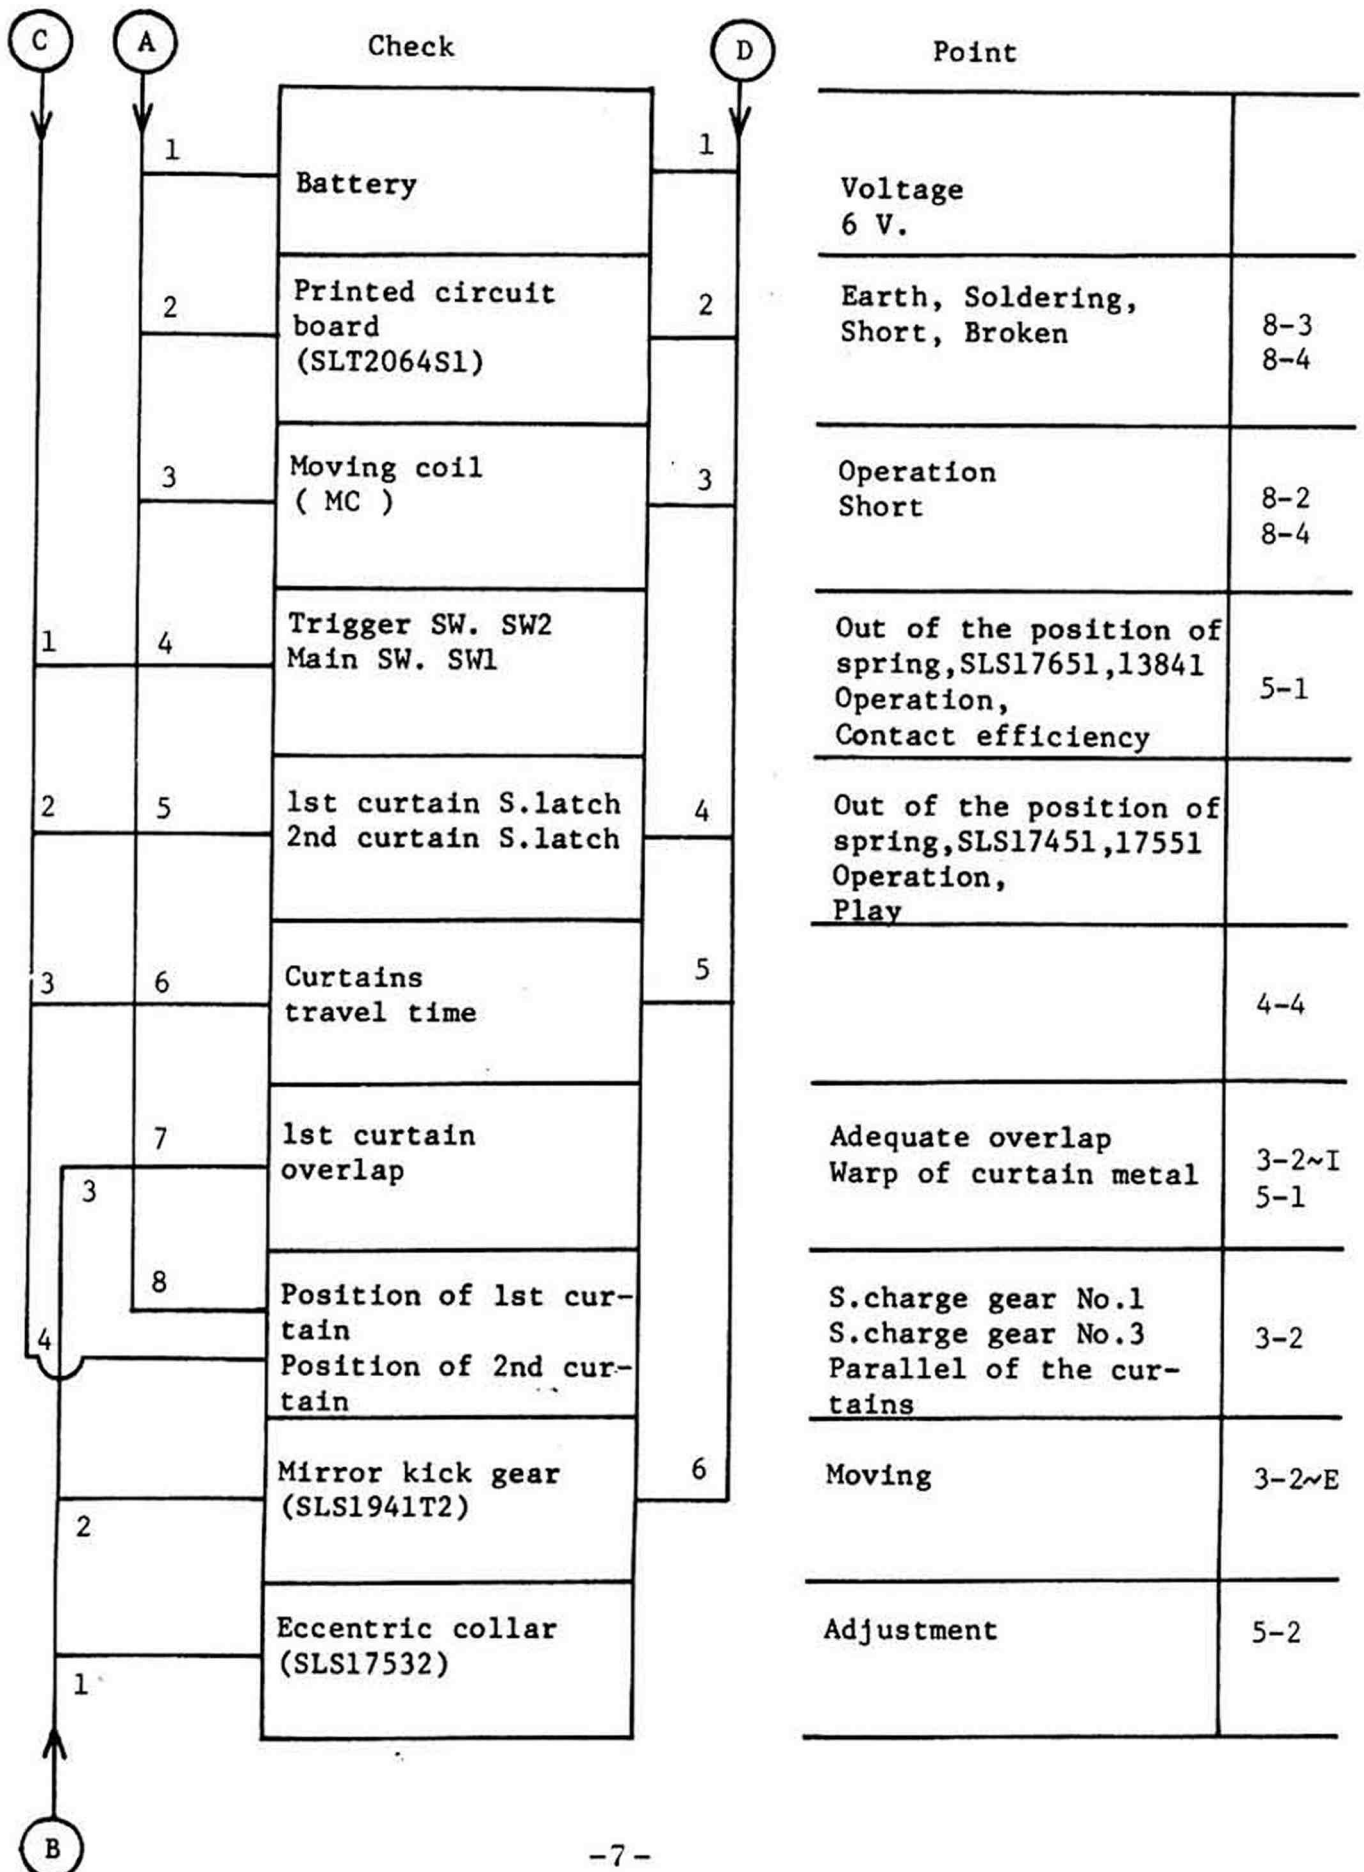 C
A
Check
D
Point
1
Battery
1
Voltage
6 V.
2
Printed circuit
board
(SLT2064S1)
2
Earth, Soldering,
Short, Broken
8-3
8-4
3
Moving coil
( MC )
3
Operation
Short
8-2
8-4
1
4
Trigger SW. SW2
Main SW. SW1
Out of the position of
spring,SLS17651,13841
Operation,
Contact efficiency
5-1
2
5
1st curtain S.latch
2nd curtain S.latch
4
Out of the position of
spring,SLS17451,17551
Operation,
Play
3
6
Curtains
travel time
5
4-4
7
3
1st curtain
overlap
Adequate overlap
Warp of curtain metal
3-2~I
5-1
8
4
Position of 1st cur-
tain
Position of 2nd cur-
tain
S.charge gear No.1
S.charge gear No.3
Parallel of the cur-
tains
3-2
2
Mirror kick gear
(SLS1941T2)
6
Moving
3-2~E
1
Eccentric collar
(SLS17532)
Adjustment
5-2
B
-7-